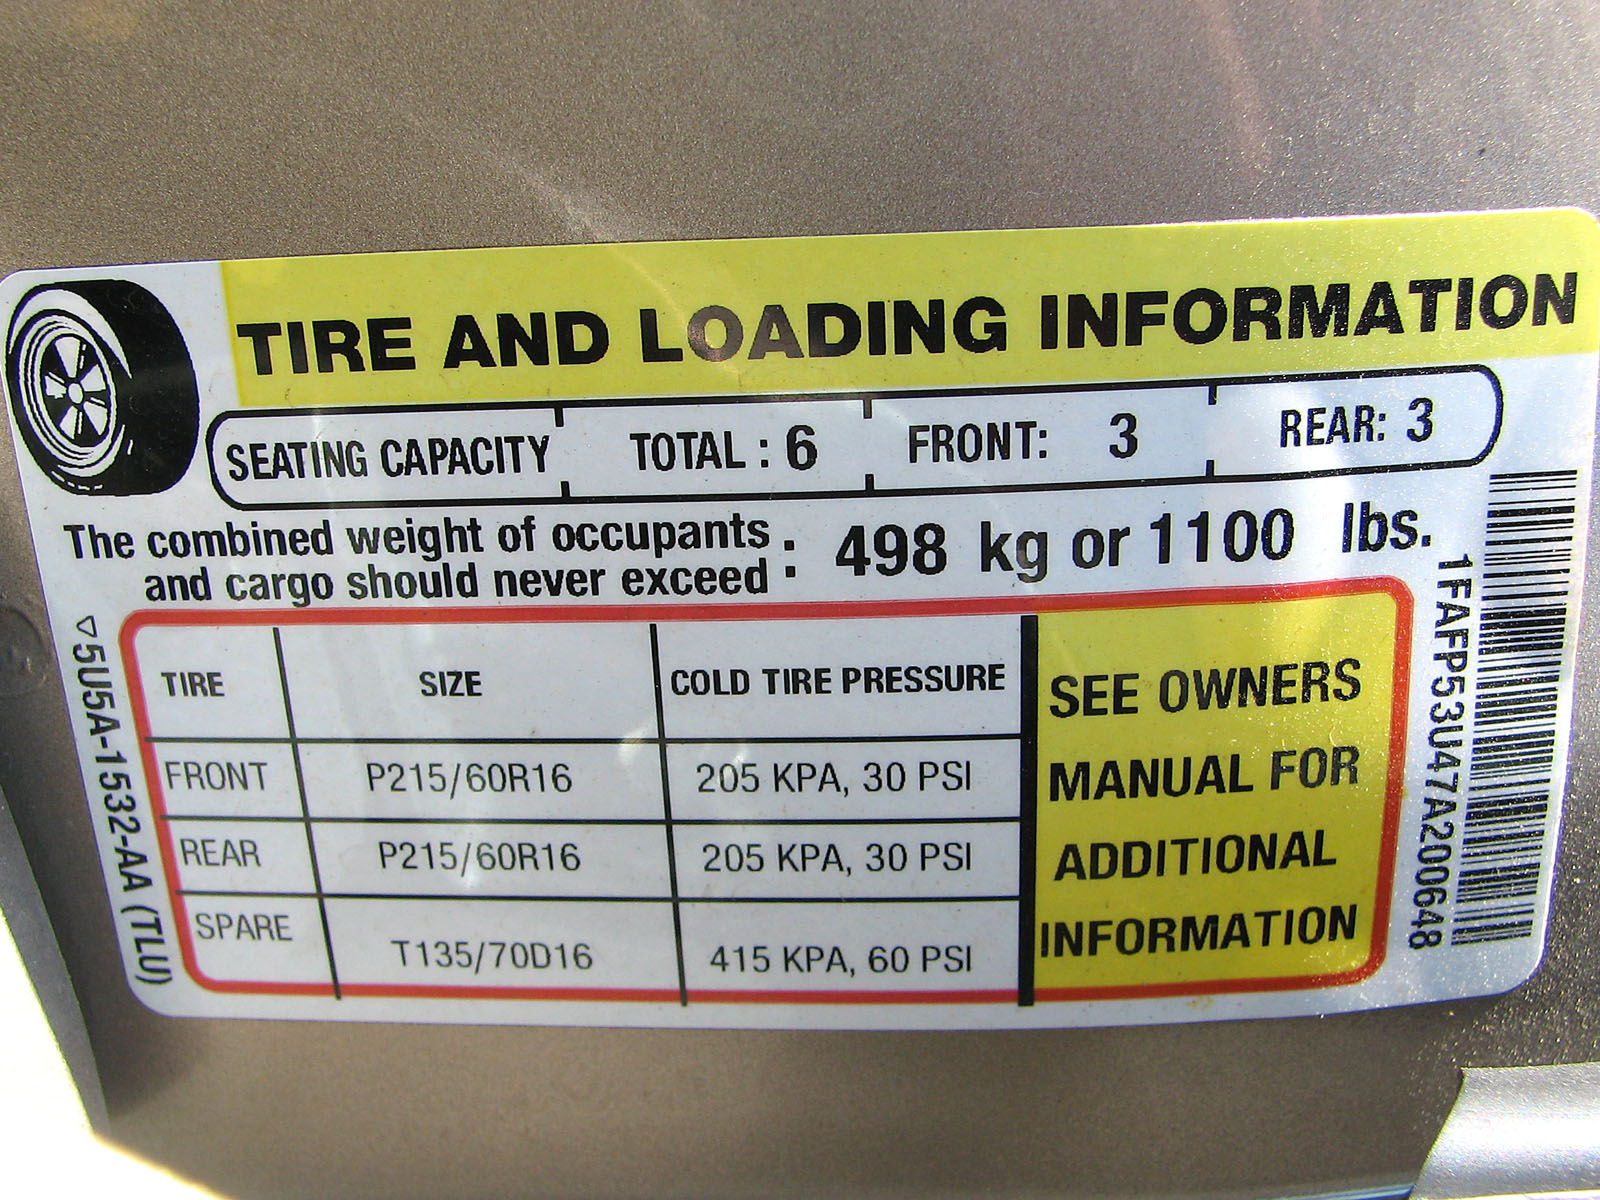 TIRE AND LOADING INFORMATION
SEATING CAPACITY TOTAL : 6 FRONT: 3 REAR: 3
The combined weight of occupants
and cargo should never exceed : 498 kg or 1100 lbs.
TIRE SIZE COLD TIRE PRESSURE
FRONT P215/60R16 205 KPA, 30 PSI
REAR P215/60R16 205 KPA, 30 PSI
SPARE T135/70D16 415 KPA, 60 PSI
SEE OWNERS
MANUAL FOR
ADDITIONAL
INFORMATION
5U5A-1532-AA (TLU)
1FAFP53U47A200648